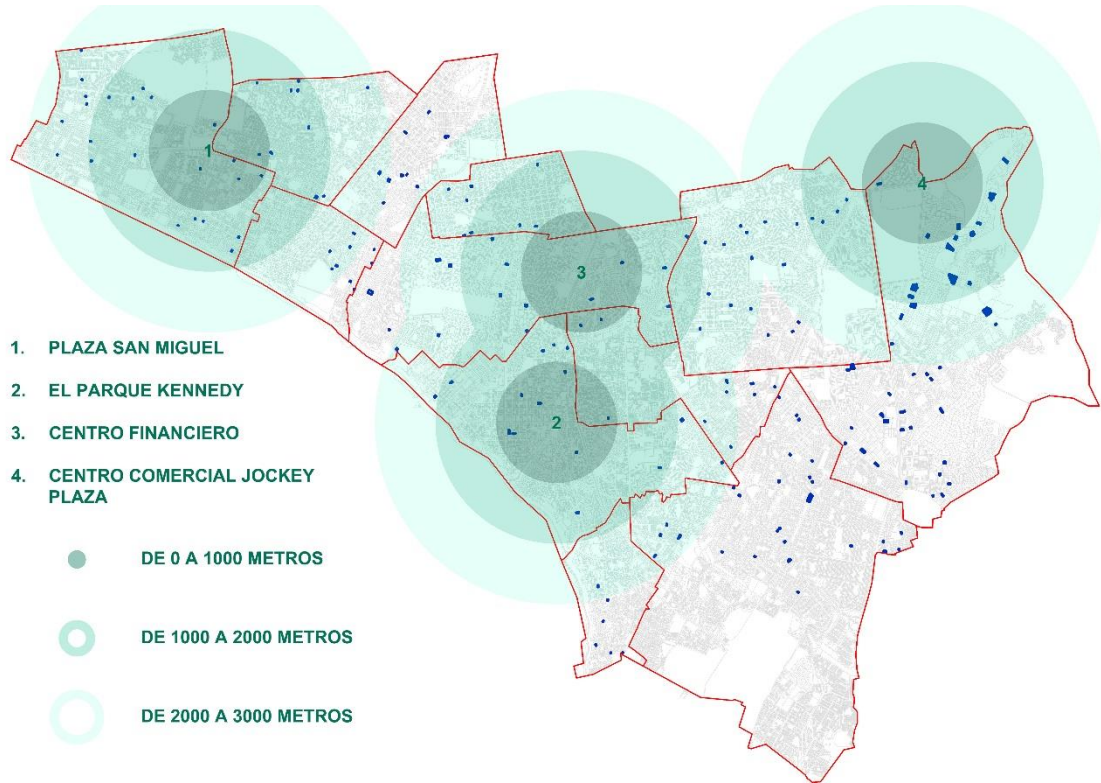 1
4
3
2
1. PLAZA SAN MIGUEL
2. EL PARQUE KENNEDY
3. CENTRO FINANCIERO
4. CENTRO COMERCIAL JOCKEY
PLAZA
DE 0 A 1000 METROS
DE 1000 A 2000 METROS
DE 2000 A 3000 METROS